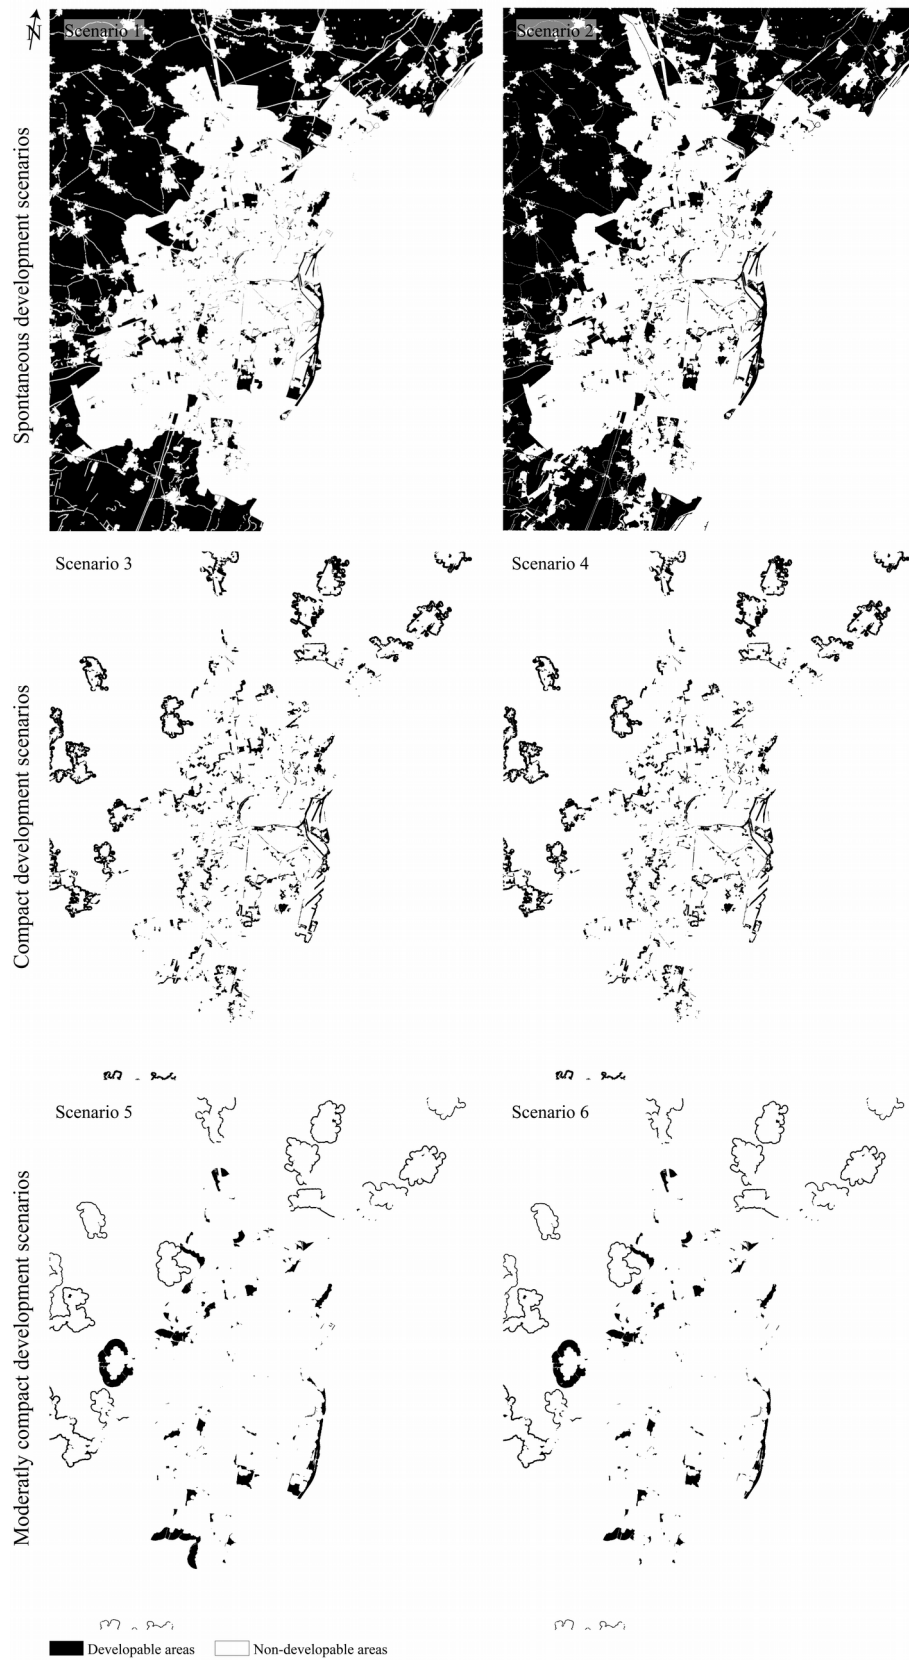 N
Spontaneous development scenarios
Scenario 1
Scenario 2
Compact development scenarios
Scenario 3
Scenario 4
Moderatly compact development scenarios
Scenario 5
Scenario 6
Developable areas
Non-developable areas